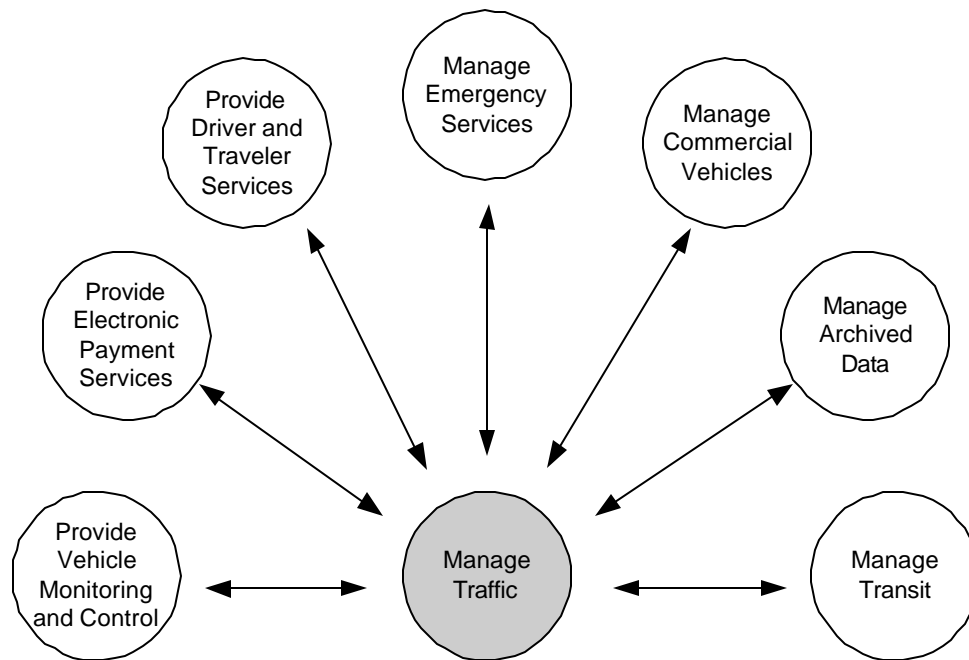 Manage
Emergency
Services
Provide
Driver and
Traveler
Services
Manage
Commercial
Vehicles
Provide
Electronic
Payment
Services
Manage
Archived
Data
Provide
Vehicle
Monitoring
and Control
Manage
Traffic
Manage
Transit